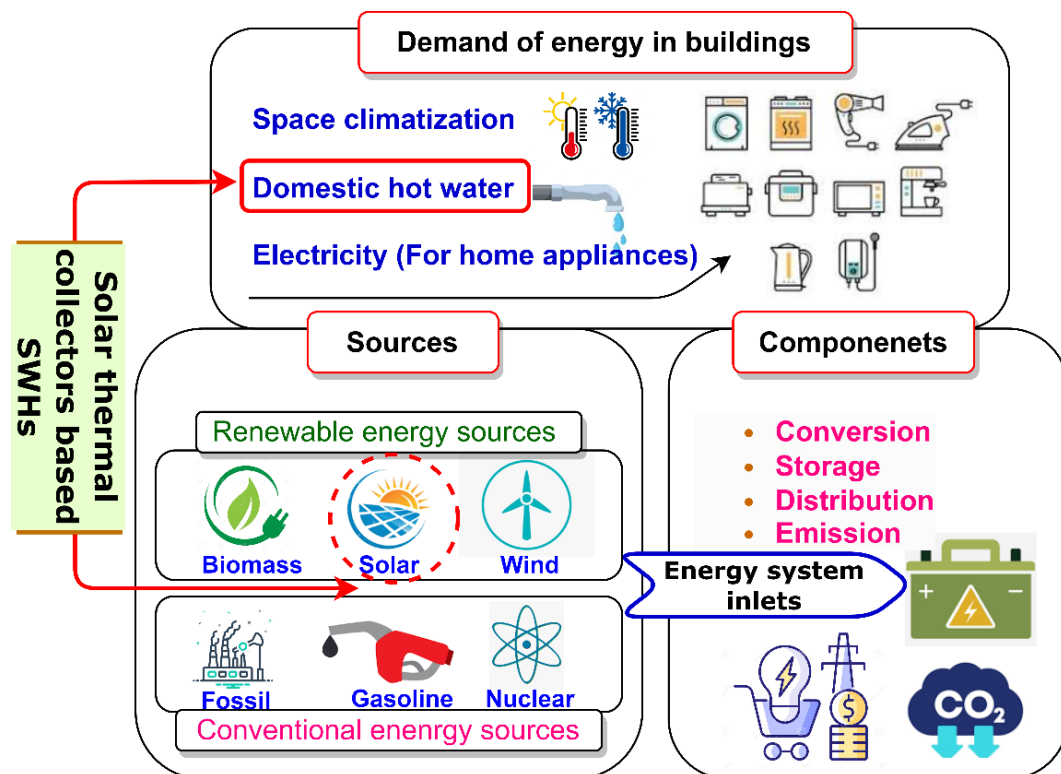 Demand of energy in buildings
Space climatization
Domestic hot water
Electricity (For home appliances)
Solar thermal
collectors based
SWHs
Sources
Renewable energy sources
Biomass
Solar
Wind
Fossil
Gasoline
Nuclear
Conventional enenrgy sources
Componenets
• Conversion
• Storage
• Distribution
• Emission
Energy system
inlets
+ −
$
CO₂